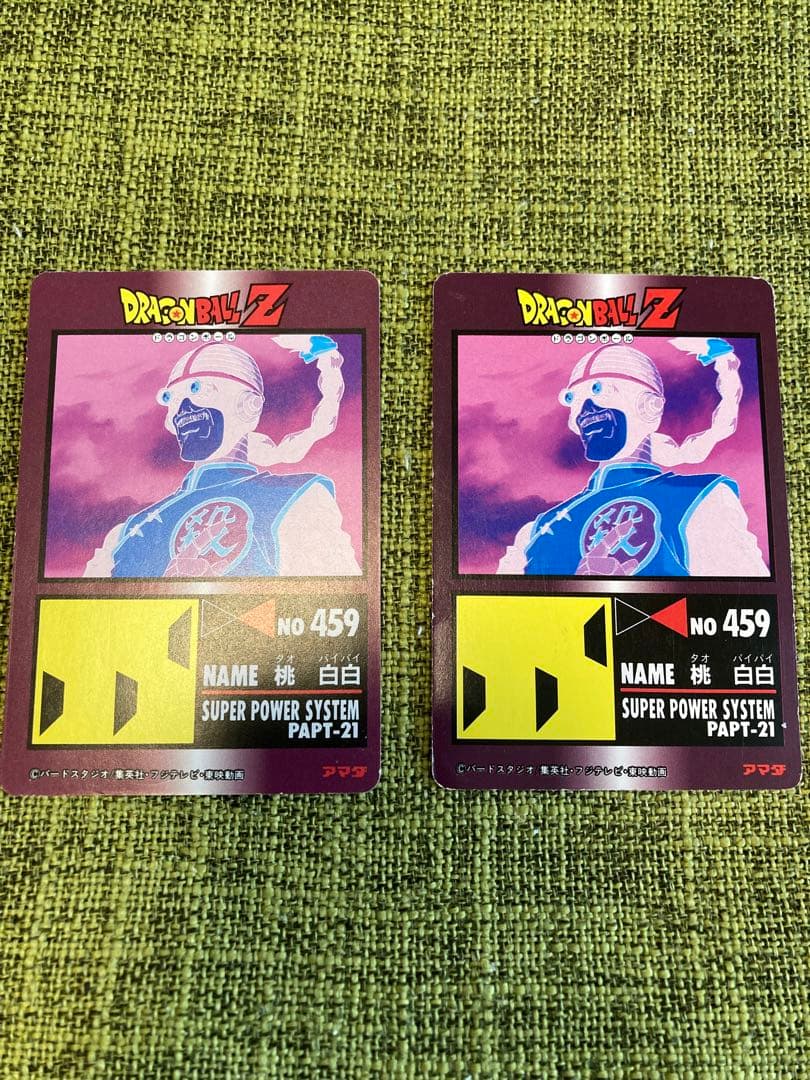 DRAGONBALL Z
ドラゴンボール
殺
NO 459
タオ パイパイ
NAME 桃 白白
SUPER POWER SYSTEM
PAPT-21
©バードスタジオ/集英社・フジテレビ・東映動画
アマダ
DRAGONBALL Z
ドラゴンボール
殺
NO 459
タオ パイパイ
NAME 桃 白白
SUPER POWER SYSTEM
PAPT-21
©バードスタジオ/集英社・フジテレビ・東映動画
アマダ